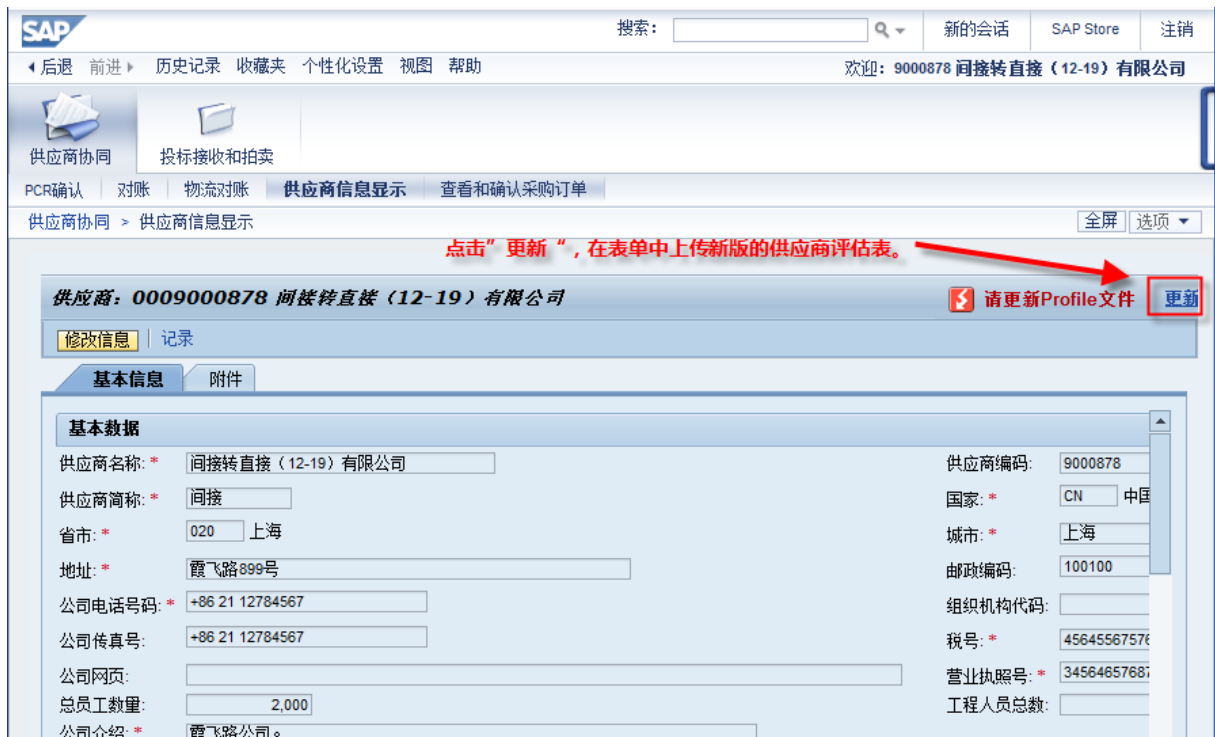 SAP 搜索: 新的会话 SAP Store 注销
后退 前进 历史记录 收藏夹 个性化设置 视图 帮助 欢迎: 9000878 间接转直接（12-19）有限公司
供应商协同 投标接收和拍卖
PCR确认 对账 物流对账 供应商信息显示 查看和确认采购订单
供应商协同 > 供应商信息显示 全屏 选项
点击”更新“，在表单中上传新版的供应商评估表。
供应商: 0009000878 间接转直接（12-19）有限公司 请更新Profile文件 更新
修改信息 记录
基本信息 附件
基本数据
供应商名称: * 间接转直接（12-19）有限公司 供应商编码: 9000878
供应商简称: * 间接 国家: * CN 中国
省市: * 020 上海 城市: * 上海
地址: * 霞飞路899号 邮政编码: 100100
公司电话号码: * +86 21 12784567 组织机构代码:
公司传真号: +86 21 12784567 税号: * 45645567576
公司网页: 营业执照号: * 34564657687
总员工数量: 2,000 工程人员总数:
公司介绍: * 霞飞路公司。